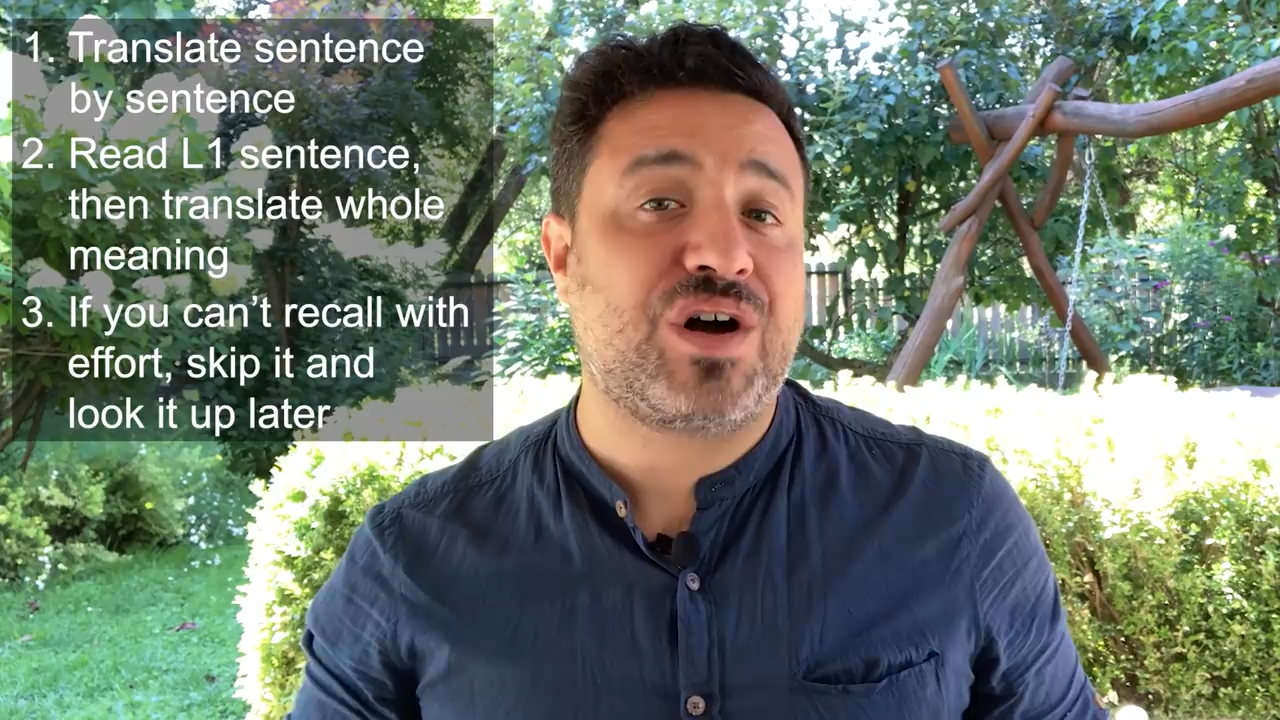 1. Translate sentence
by sentence
2. Read L1 sentence,
then translate whole
meaning
3. If you can't recall with
effort, skip it and
look it up later